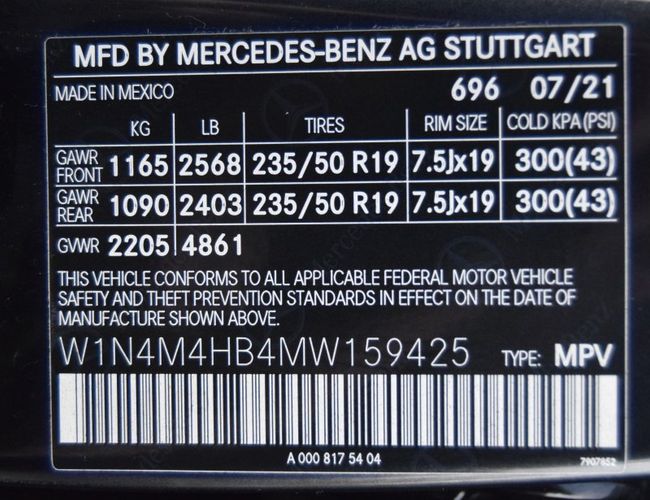 MFD BY MERCEDES-BENZ AG STUTTGART
MADE IN MEXICO 696 07/21
KG LB TIRES RIM SIZE COLD KPA(PSI)
GAWR FRONT 1165 2568 235/50 R19 7.5Jx19 300(43)
GAWR REAR 1090 2403 235/50 R19 7.5Jx19 300(43)
GVWR 2205 4861
THIS VEHICLE CONFORMS TO ALL APPLICABLE FEDERAL MOTOR VEHICLE
SAFETY AND THEFT PREVENTION STANDARDS IN EFFECT ON THE DATE OF
MANUFACTURE SHOWN ABOVE.
W1N4M4HB4MW159425 TYPE: MPV
A 000 817 54 04 7907852